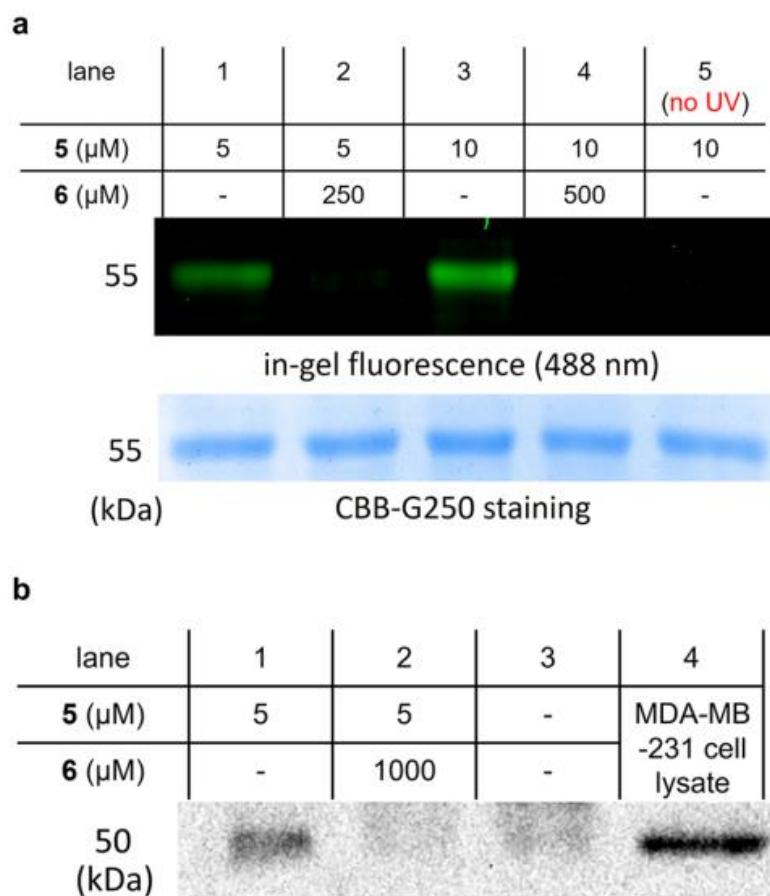 a
lane 1 2 3 4 5
(no UV)
5 (μM) 5 5 10 10 10
6 (μM) - 250 - 500 -
55
in-gel fluorescence (488 nm)
55
(kDa) CBB-G250 staining
b
lane 1 2 3 4
5 (μM) 5 5 - MDA-MB
-231 cell
6 (μM) - 1000 - lysate
50
(kDa)